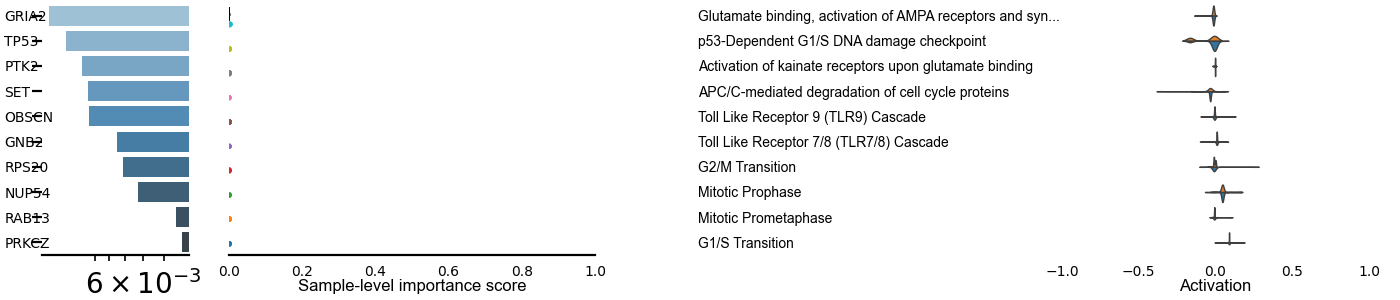 GRIA2
TP53
PTK2
SET
OBSCN
GNB2
RPS20
NUP54
RAB13
PRKCZ
6 × 10⁻³
0.0 0.2 0.4 0.6 0.8 1.0
Sample-level importance score
Glutamate binding, activation of AMPA receptors and syn...
p53-Dependent G1/S DNA damage checkpoint
Activation of kainate receptors upon glutamate binding
APC/C-mediated degradation of cell cycle proteins
Toll Like Receptor 9 (TLR9) Cascade
Toll Like Receptor 7/8 (TLR7/8) Cascade
G2/M Transition
Mitotic Prophase
Mitotic Prometaphase
G1/S Transition
−1.0 −0.5 0.0 0.5 1.0
Activation